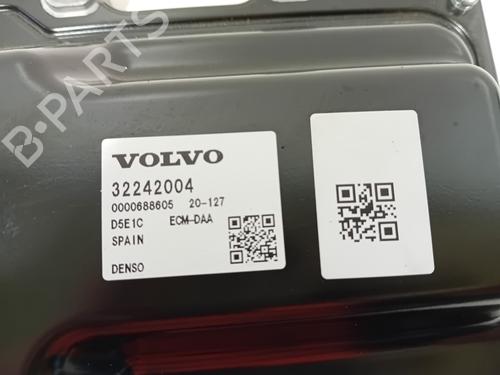 B-PARTS
VOLVO
32242004
0000688605 20-127
D5E1C ECM-DAA
SPAIN
DENSO